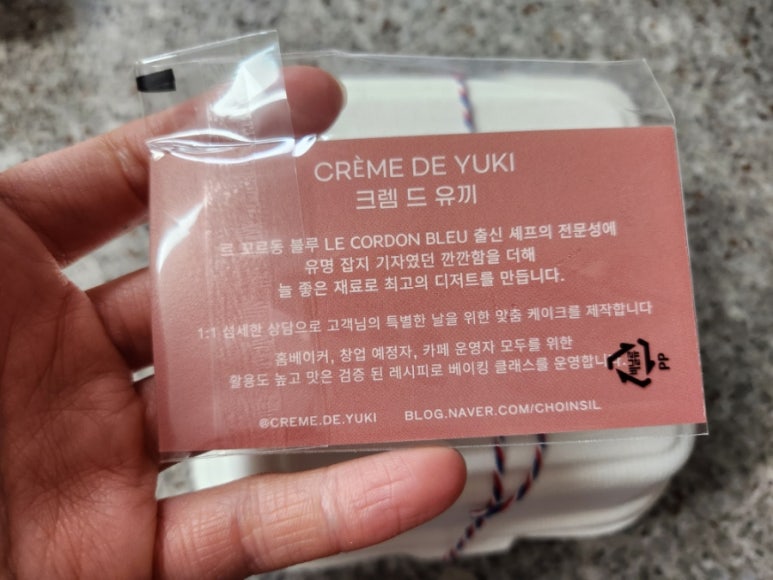 CRÈME DE YUKI
크렘 드 유끼
르 꼬르동 블루 LE CORDON BLEU 출신 셰프의 전문성에
유명 잡지 기자였던 깐깐함을 더해
늘 좋은 재료로 최고의 디저트를 만듭니다.
1:1 섬세한 상담으로 고객님의 특별한 날을 위한 맞춤 케이크를 제작합니다
홈베이커, 창업 예정자, 카페 운영자 모두를 위한
활용도 높고 맛은 검증 된 레시피로 베이킹 클래스를 운영합니다.
@CREME.DE.YUKI BLOG.NAVER.COM/CHOINSIL
비닐류
PP